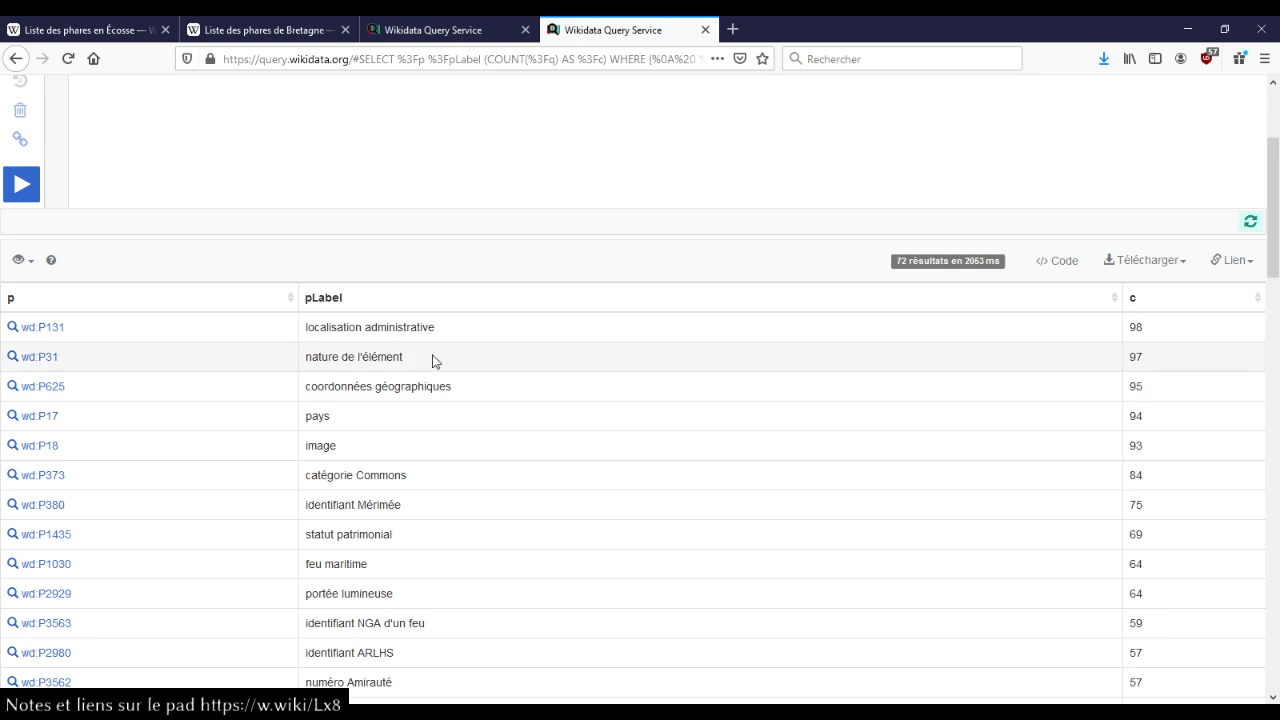 Liste des phares en Écosse — W
Liste des phares de Bretagne —
Wikidata Query Service
Wikidata Query Service
https://query.wikidata.org/#SELECT %3Fp %3FpLabel (COUNT(%3Fq) AS %3Fc) WHERE {%0A%20
Rechercher
57
72 résultats en 2053 ms
</> Code
Télécharger
Lien
p pLabel c
wd:P131 localisation administrative 98
wd:P31 nature de l'élément 97
wd:P625 coordonnées géographiques 95
wd:P17 pays 94
wd:P18 image 93
wd:P373 catégorie Commons 84
wd:P380 identifiant Mérimée 75
wd:P1435 statut patrimonial 69
wd:P1030 feu maritime 64
wd:P2929 portée lumineuse 64
wd:P3563 identifiant NGA d'un feu 59
wd:P2980 identifiant ARLHS 57
wd:P3562 numéro Amirauté 57
Notes et liens sur le pad https://w.wiki/Lx8